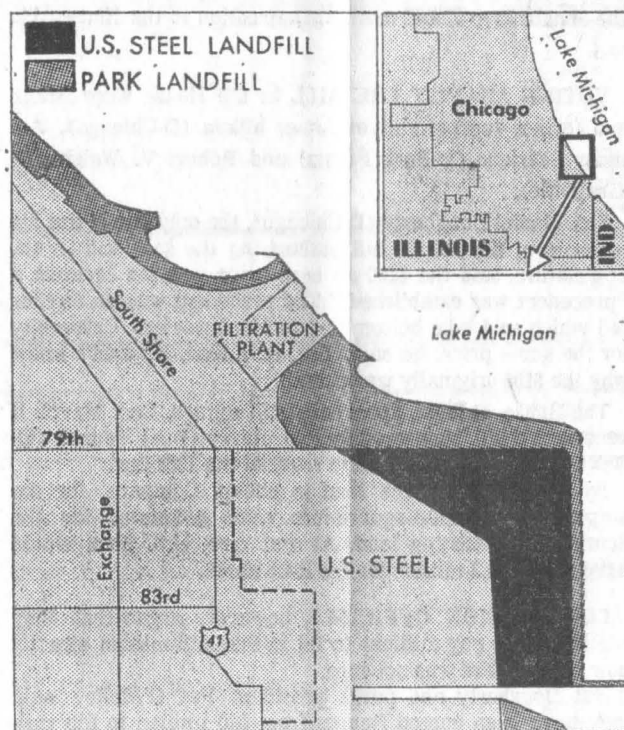 U.S. STEEL LANDFILL
PARK LANDFILL
Lake Michigan
Chicago
ILLINOIS
IND
South Shore
FILTRATION
PLANT
Lake Michigan
79th
Exchange
U.S. STEEL
83rd
41